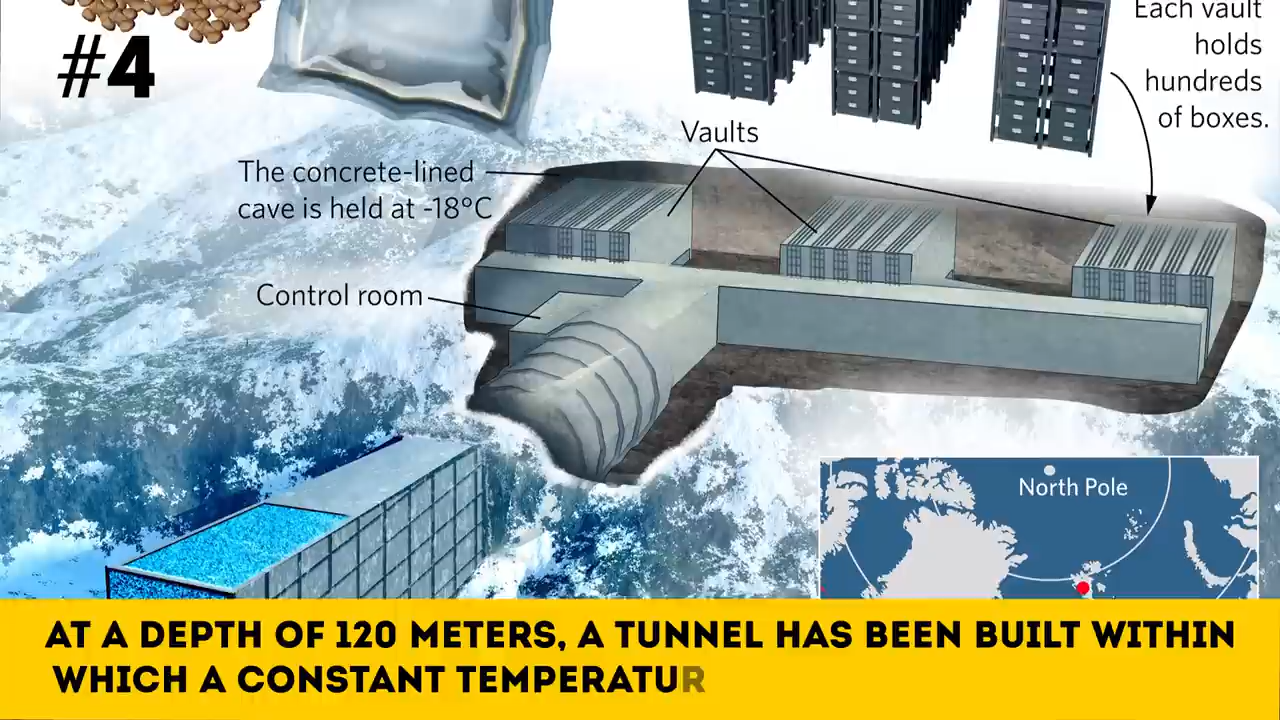 Each vault
holds
hundreds
of boxes.
#4
Vaults
The concrete-lined
cave is held at -18°C
Control room
North Pole
AT A DEPTH OF 120 METERS, A TUNNEL HAS BEEN BUILT WITHIN
WHICH A CONSTANT TEMPERATUR